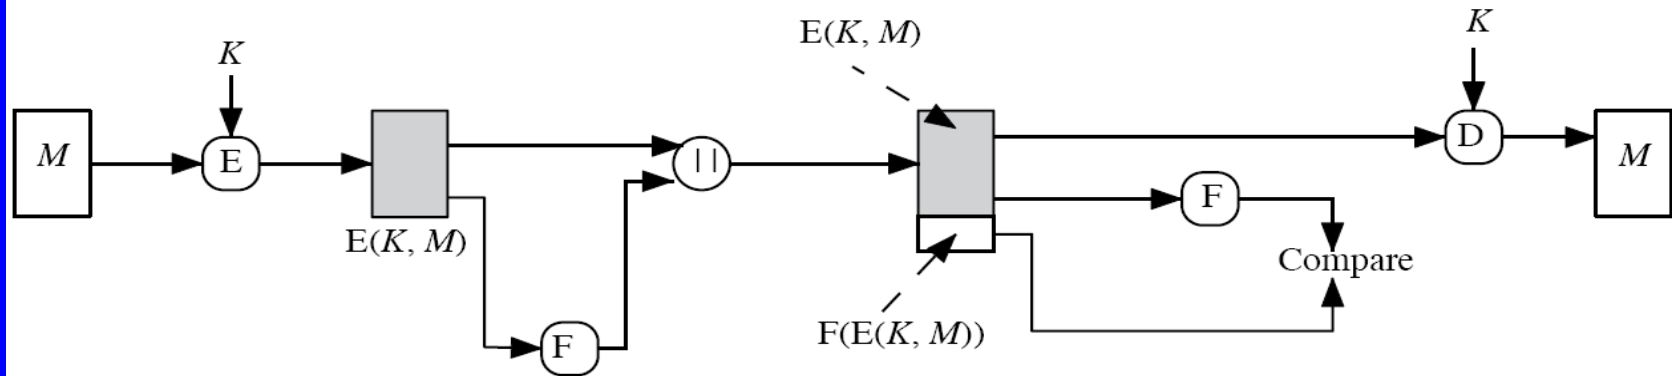 M
K
E
E(K, M)
F
||
E(K, M)
F(E(K, M))
F
Compare
K
D
M